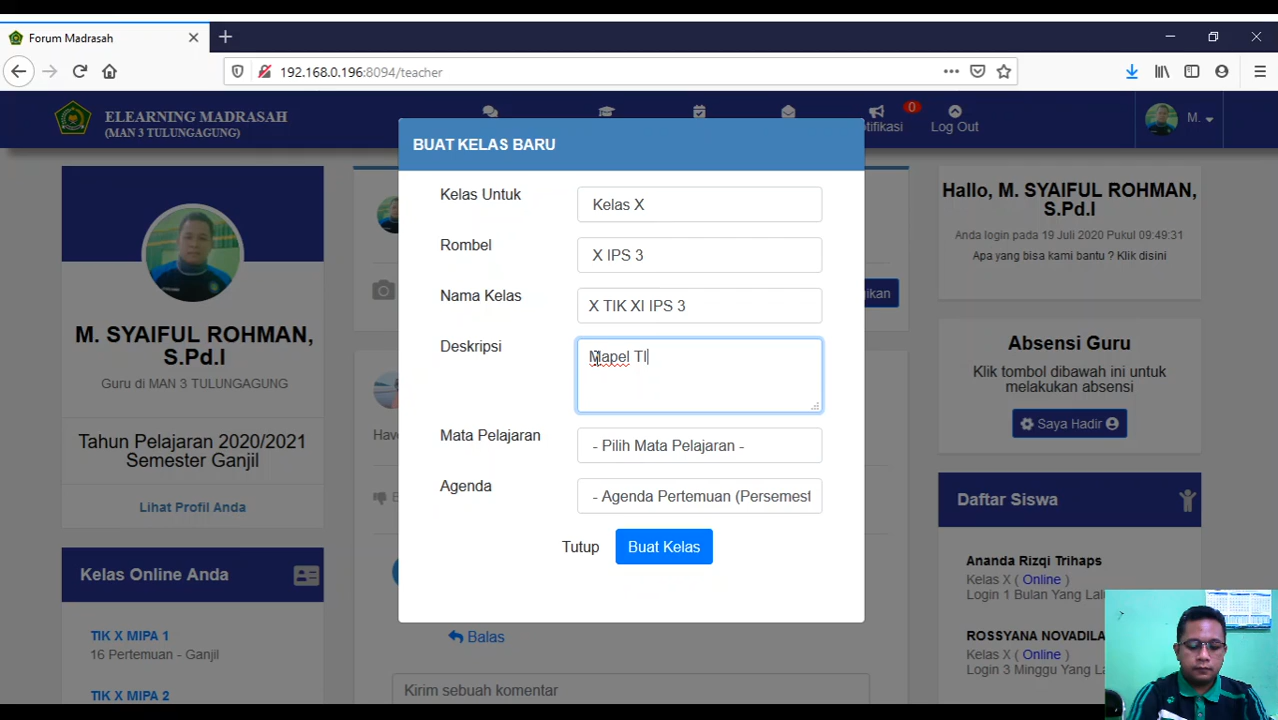 Forum Madrasah
192.168.0.196:8094/teacher
ELEARNING MADRASAH
(MAN 3 TULUNGAGUNG)
0
Log Out
M.
BUAT KELAS BARU
Kelas Untuk
Kelas X
Rombel
X IPS 3
Nama Kelas
X TIK XI IPS 3
Deskripsi
Mapel TI
Mata Pelajaran
- Pilih Mata Pelajaran -
Agenda
- Agenda Pertemuan (Persemest
Tutup
Buat Kelas
M. SYAIFUL ROHMAN,
S.Pd.I
Guru di MAN 3 TULUNGAGUNG
Tahun Pelajaran 2020/2021
Semester Ganjil
Lihat Profil Anda
Kelas Online Anda
TIK X MIPA 1
16 Pertemuan - Ganjil
TIK X MIPA 2
Balas
Kirim sebuah komentar
Hallo, M. SYAIFUL ROHMAN,
S.Pd.I
Anda login pada 19 Juli 2020 Pukul 09:49:31
Apa yang bisa kami bantu ? Klik disini
Absensi Guru
Klik tombol dibawah ini untuk
melakukan absensi
Saya Hadir
Daftar Siswa
Ananda Rizqi Trihaps
Kelas X ( Online )
Login 1 Bulan Yang Lalu
ROSSYANA NOVADILA
Kelas X ( Online )
Login 3 Minggu Yang La